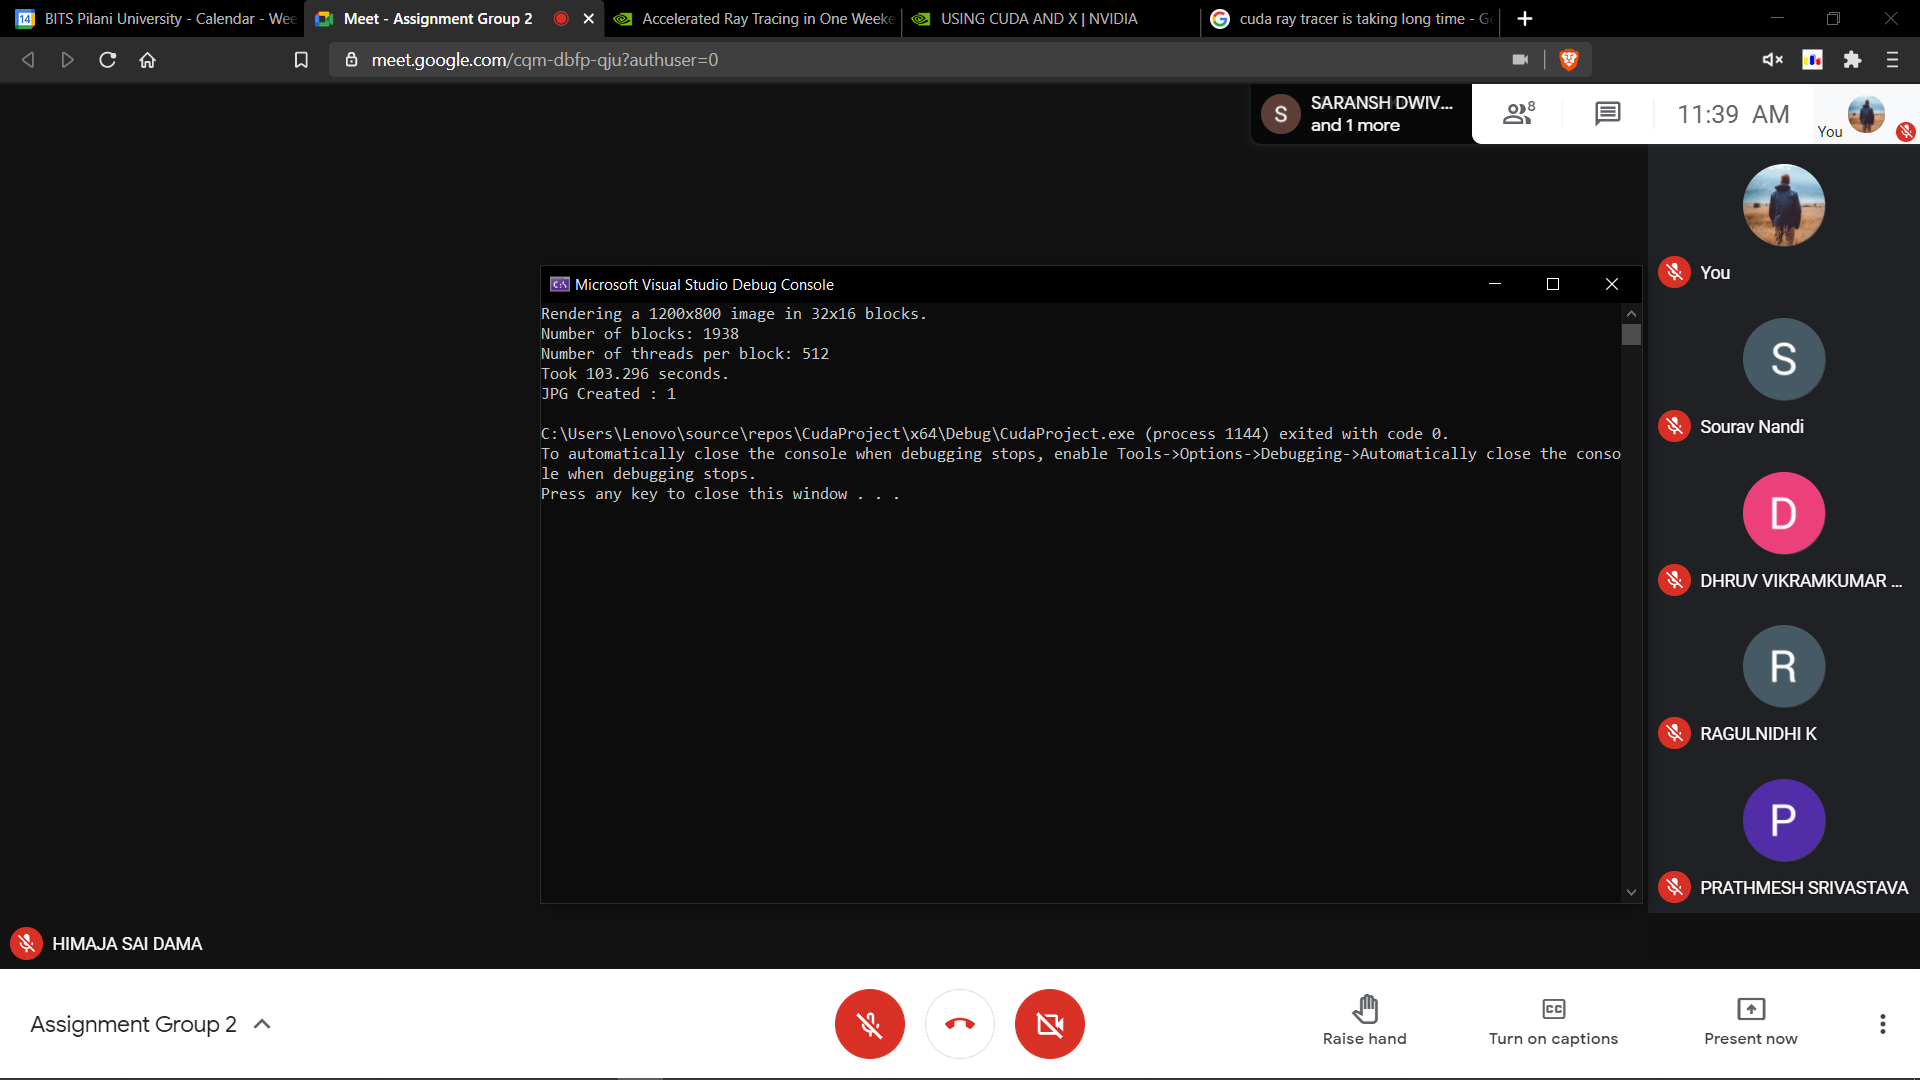 14 BITS Pilani University - Calendar - Wee
Meet - Assignment Group 2
Accelerated Ray Tracing in One Weeke
USING CUDA AND X | NVIDIA
cuda ray tracer is taking long time - Go
meet.google.com/cqm-dbfp-qju?authuser=0
S SARANSH DWIV...
and 1 more
8
11:39 AM
You
Microsoft Visual Studio Debug Console
Rendering a 1200x800 image in 32x16 blocks.
Number of blocks: 1938
Number of threads per block: 512
Took 103.296 seconds.
JPG Created : 1
C:\Users\Lenovo\source\repos\CudaProject\x64\Debug\CudaProject.exe (process 1144) exited with code 0.
To automatically close the console when debugging stops, enable Tools->Options->Debugging->Automatically close the conso
le when debugging stops.
Press any key to close this window . . .
You
S
Sourav Nandi
D
DHRUV VIKRAMKUMAR ...
R
RAGULNIDHI K
P
PRATHMESH SRIVASTAVA
HIMAJA SAI DAMA
Assignment Group 2
Raise hand
CC
Turn on captions
Present now